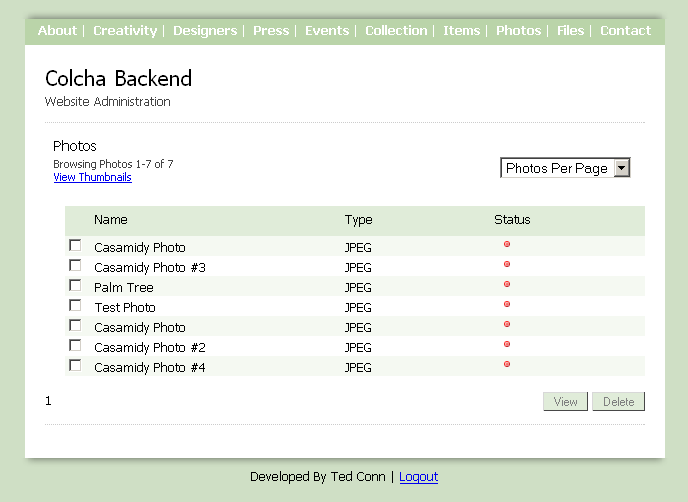 About | Creativity | Designers | Press | Events | Collection | Items | Photos | Files | Contact
Colcha Backend
Website Administration
Photos
Browsing Photos 1-7 of 7
View Thumbnails
Photos Per Page
Name Type Status
Casamidy Photo JPEG
Casamidy Photo #3 JPEG
Palm Tree JPEG
Test Photo JPEG
Casamidy Photo JPEG
Casamidy Photo #2 JPEG
Casamidy Photo #4 JPEG
1 View Delete
Developed By Ted Conn | Logout